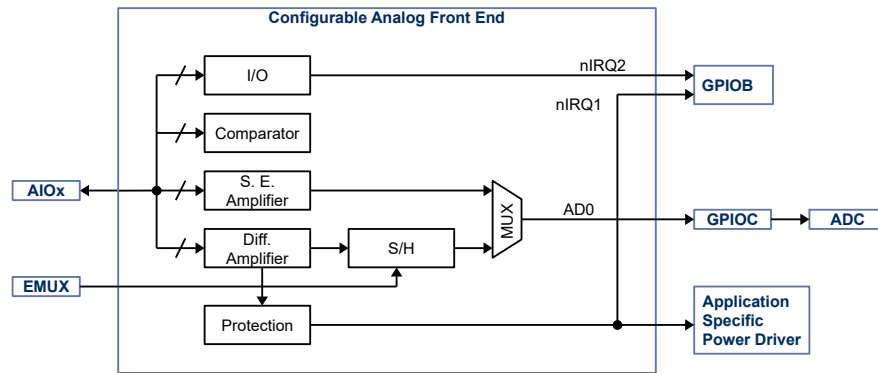 Configurable Analog Front End
I/O
nIRQ2
GPIOB
nIRQ1
Comparator
AIOx
S. E.
Amplifier
MUX
AD0
GPIOC
ADC
Diff.
Amplifier
S/H
EMUX
Protection
Application
Specific
Power Driver